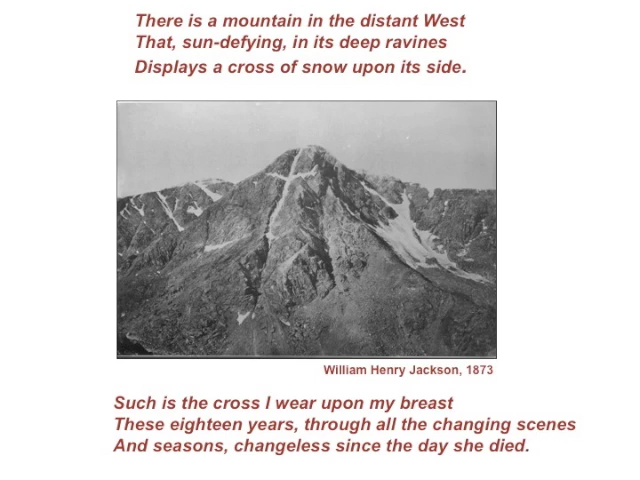 There is a mountain in the distant West
That, sun-defying, in its deep ravines
Displays a cross of snow upon its side.
William Henry Jackson, 1873
Such is the cross I wear upon my breast
These eighteen years, through all the changing scenes
And seasons, changeless since the day she died.